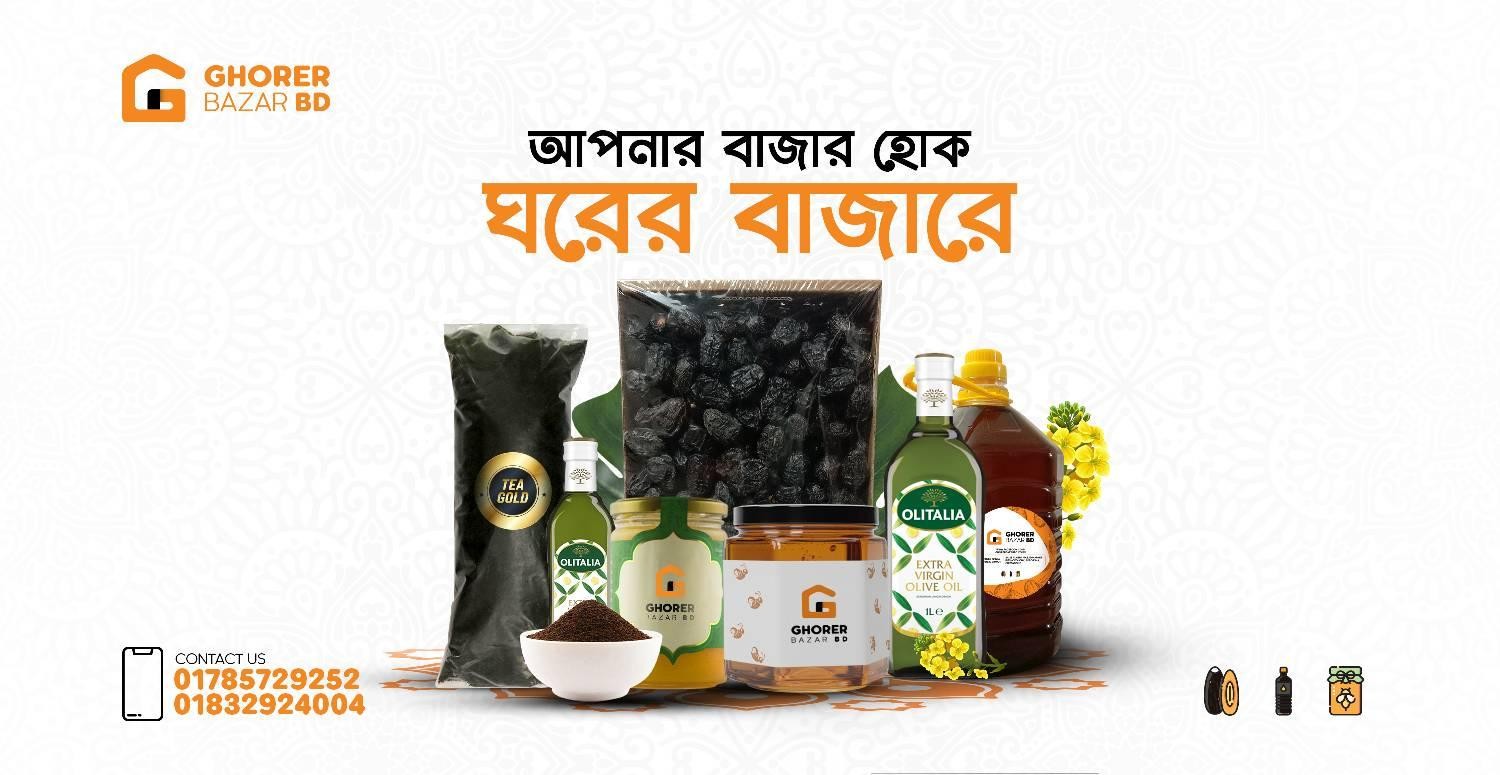 GHORER
BAZAR BD
আপনার বাজার হোক
ঘরের বাজারে
TEA
GOLD
OLITALIA
GHORER
BAZAR BD
GHORER
BAZAR BD
OLITALIA
EXTRA
VIRGIN
OLIVE OIL
1L e
GHORER
BAZAR BD
CONTACT US
01785729252
01832924004